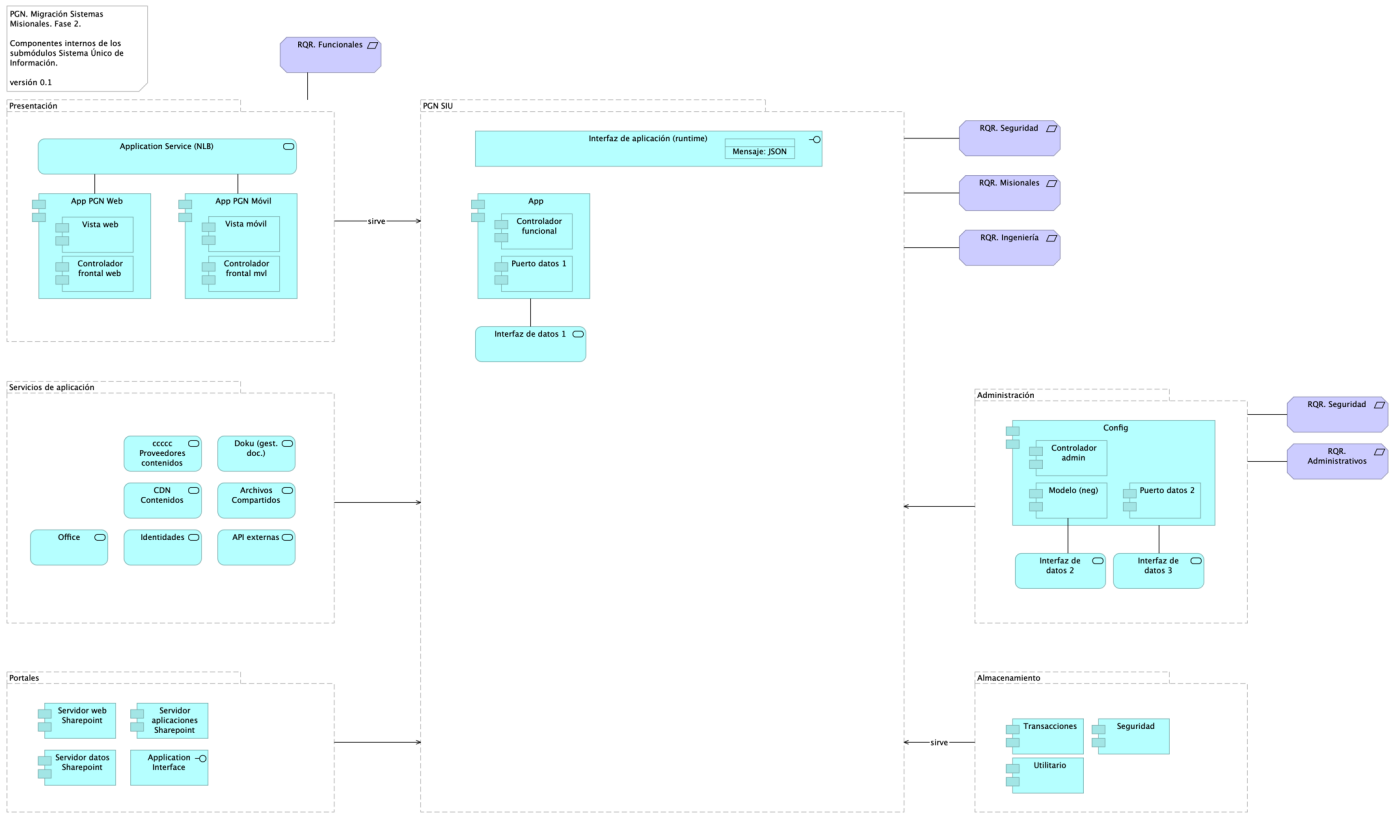 PGN. Migración Sistemas
Misionales. Fase 2.
Componentes internos de los
submódulos Sistema Único de
Información.
versión 0.1
RQR. Funcionales
Presentación
Application Service (NLB)
App PGN Web
Vista web
Controlador
frontal web
App PGN Móvil
Vista móvil
Controlador
frontal mvl
sirve
PGN SIU
Interfaz de aplicación (runtime)
Mensaje: JSON
App
Controlador
funcional
Puerto datos 1
Interfaz de datos 1
RQR. Seguridad
RQR. Misionales
RQR. Ingeniería
Servicios de aplicación
ccccc
Proveedores
contenidos
Doku (gest.
doc.)
CDN
Contenidos
Archivos
Compartidos
Office
Identidades
API externas
Administración
Config
Controlador
admin
Modelo (neg)
Puerto datos 2
Interfaz de
datos 2
Interfaz de
datos 3
RQR. Seguridad
RQR.
Administrativos
Portales
Servidor web
Sharepoint
Servidor
aplicaciones
Sharepoint
Servidor datos
Sharepoint
Application
Interface
sirve
Almacenamiento
Transacciones
Seguridad
Utilitario